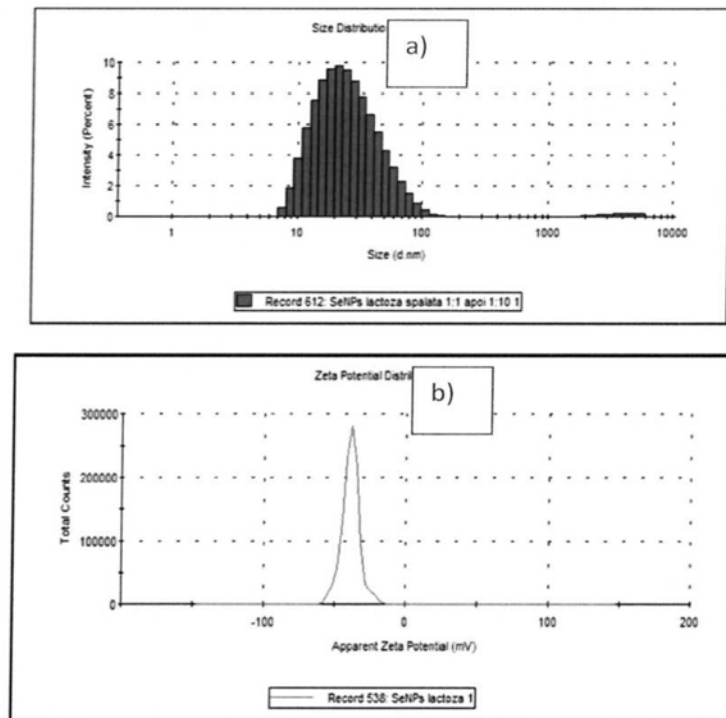 Size Distributio
a)
10
8
6
4
2
0
Intensity (Percent)
1 10 100 1000 10000
Size (d.nm)
Record 612: SeNPs lactoza spalata 1:1 apoi 1:10 1
Zeta Potential Distri
b)
300000
200000
100000
0
Total Counts
-100 0 100 200
Apparent Zeta Potential (mV)
Record 538: SeNPs lactoza 1